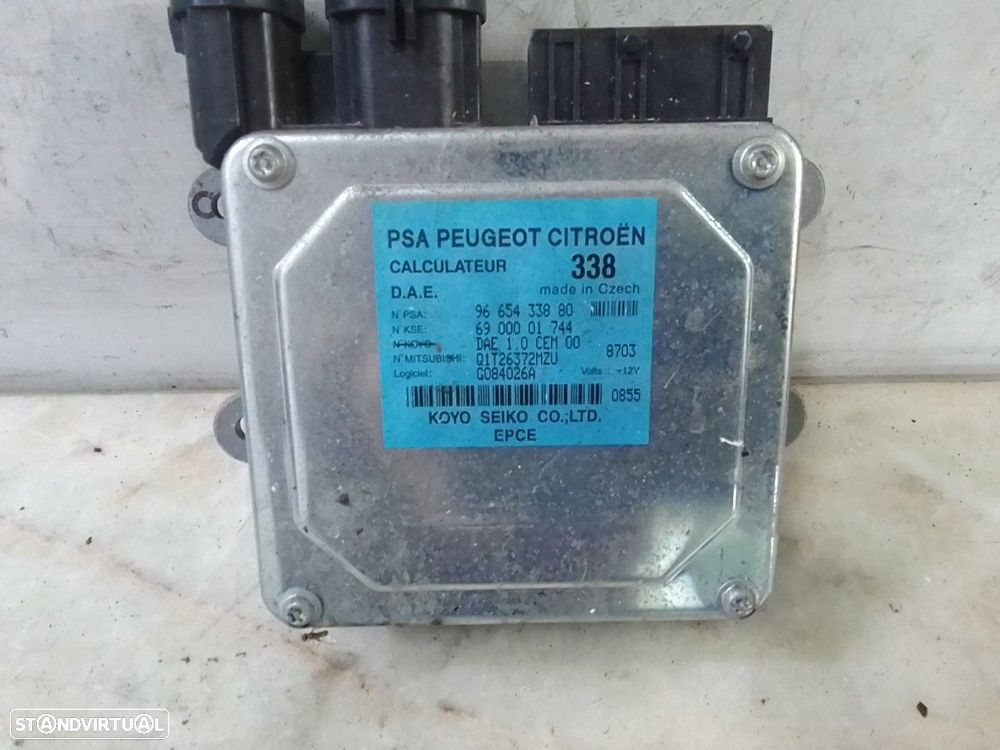 PSA PEUGEOT CITROËN
CALCULATEUR 338
D.A.E. made in Czech
N°PSA: 96 654 338 80
N°KSE: 69 000 01 744
N°KOYO: DAE 1.0 CEM 00
8703
N°MITSUBISHI: Q1T26372MZU
Logiciel: G084026A Volts : +12V
0855
KOYO SEIKO CO.,LTD.
EPCE
STANDVIRTUAL